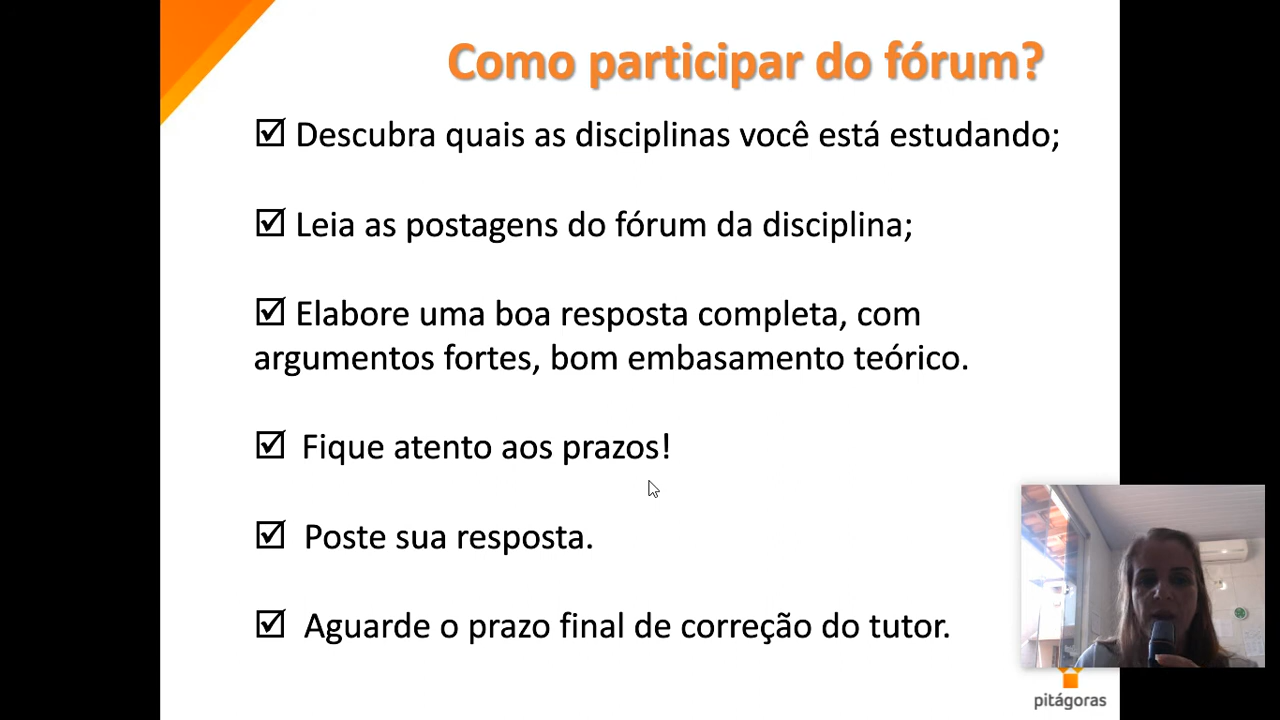 Como participar do fórum?
☑ Descubra quais as disciplinas você está estudando;
☑ Leia as postagens do fórum da disciplina;
☑ Elabore uma boa resposta completa, com
argumentos fortes, bom embasamento teórico.
☑ Fique atento aos prazos!
☑ Poste sua resposta.
☑ Aguarde o prazo final de correção do tutor.
pitágoras